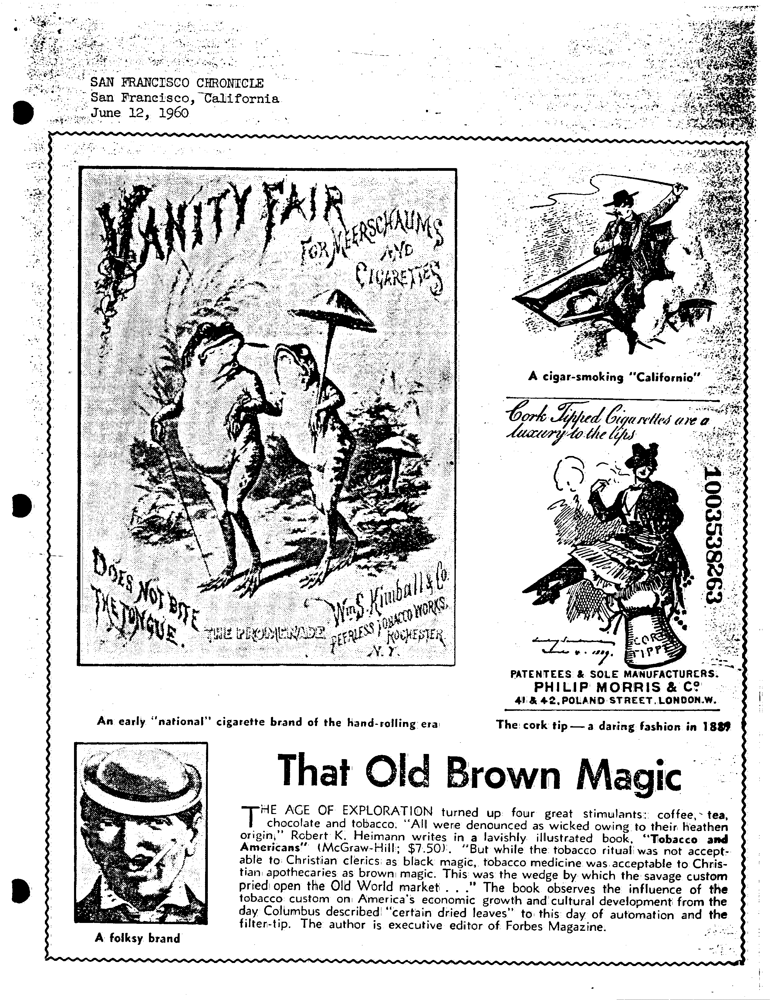 SAN FRANCISCO CHRONICLE
San Francisco, California
June 12, 1960
VANITY FAIR
FOR MEERSCHAUMS
AND
CIGARETTES
DOES NOT BITE
THE TONGUE.
THE PROMENADE
Wm S. Kimball & Co.
PEERLESS TOBACCO WORKS.
ROCHESTER
N.Y.
An early "national" cigarette brand of the hand-rolling era
A cigar-smoking "Californio"
Cork Tipped Cigarettes are a
luxury to the lips
1003538263
CORK
TIPPED
PATENTEES & SOLE MANUFACTURERS.
PHILIP MORRIS & Co
41 & 42, POLAND STREET, LONDON. W.
The cork tip—a daring fashion in 1889
A folksy brand
That Old Brown Magic
THE AGE OF EXPLORATION turned up four great stimulants: coffee, tea,
chocolate and tobacco. "All were denounced as wicked owing to their heathen
origin," Robert K. Heimann writes in a lavishly illustrated book, "Tobacco and
Americans" (McGraw-Hill; $7.50). "But while the tobacco ritual was not accept-
able to Christian clerics as black magic, tobacco medicine was acceptable to Chris-
tian apothecaries as brown magic. This was the wedge by which the savage custom
pried open the Old World market . . ." The book observes the influence of the
tobacco custom on America's economic growth and cultural development from the
day Columbus described "certain dried leaves" to this day of automation and the
filter-tip. The author is executive editor of Forbes Magazine.